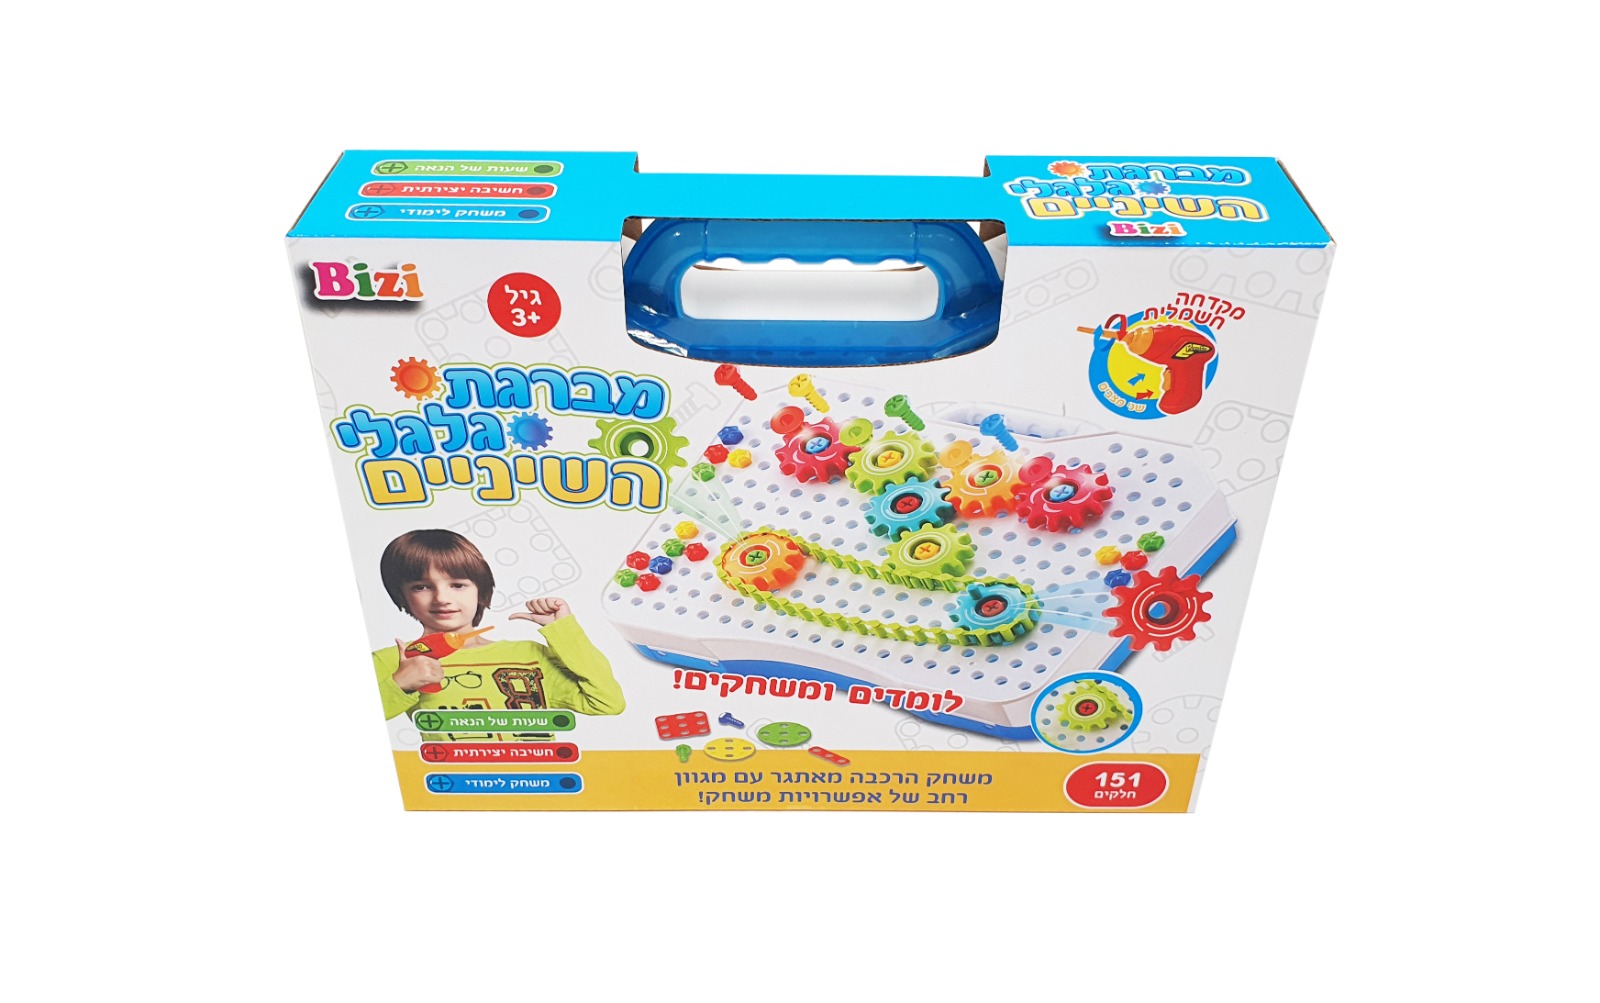 שעות של הנאה
חשיבה יצירתית
משחק לימודי
מברגת
גלגלי
השיניים
Bizi
Bizi
גיל
3+
מקדחה
חשמלית
שני מצבים
מברגת
גלגלי
השיניים
לומדים ומשחקים!
שעות של הנאה
חשיבה יצירתית
משחק לימודי
משחק הרכבה מאתגר עם מגוון
רחב של אפשרויות משחק!
151
חלקים